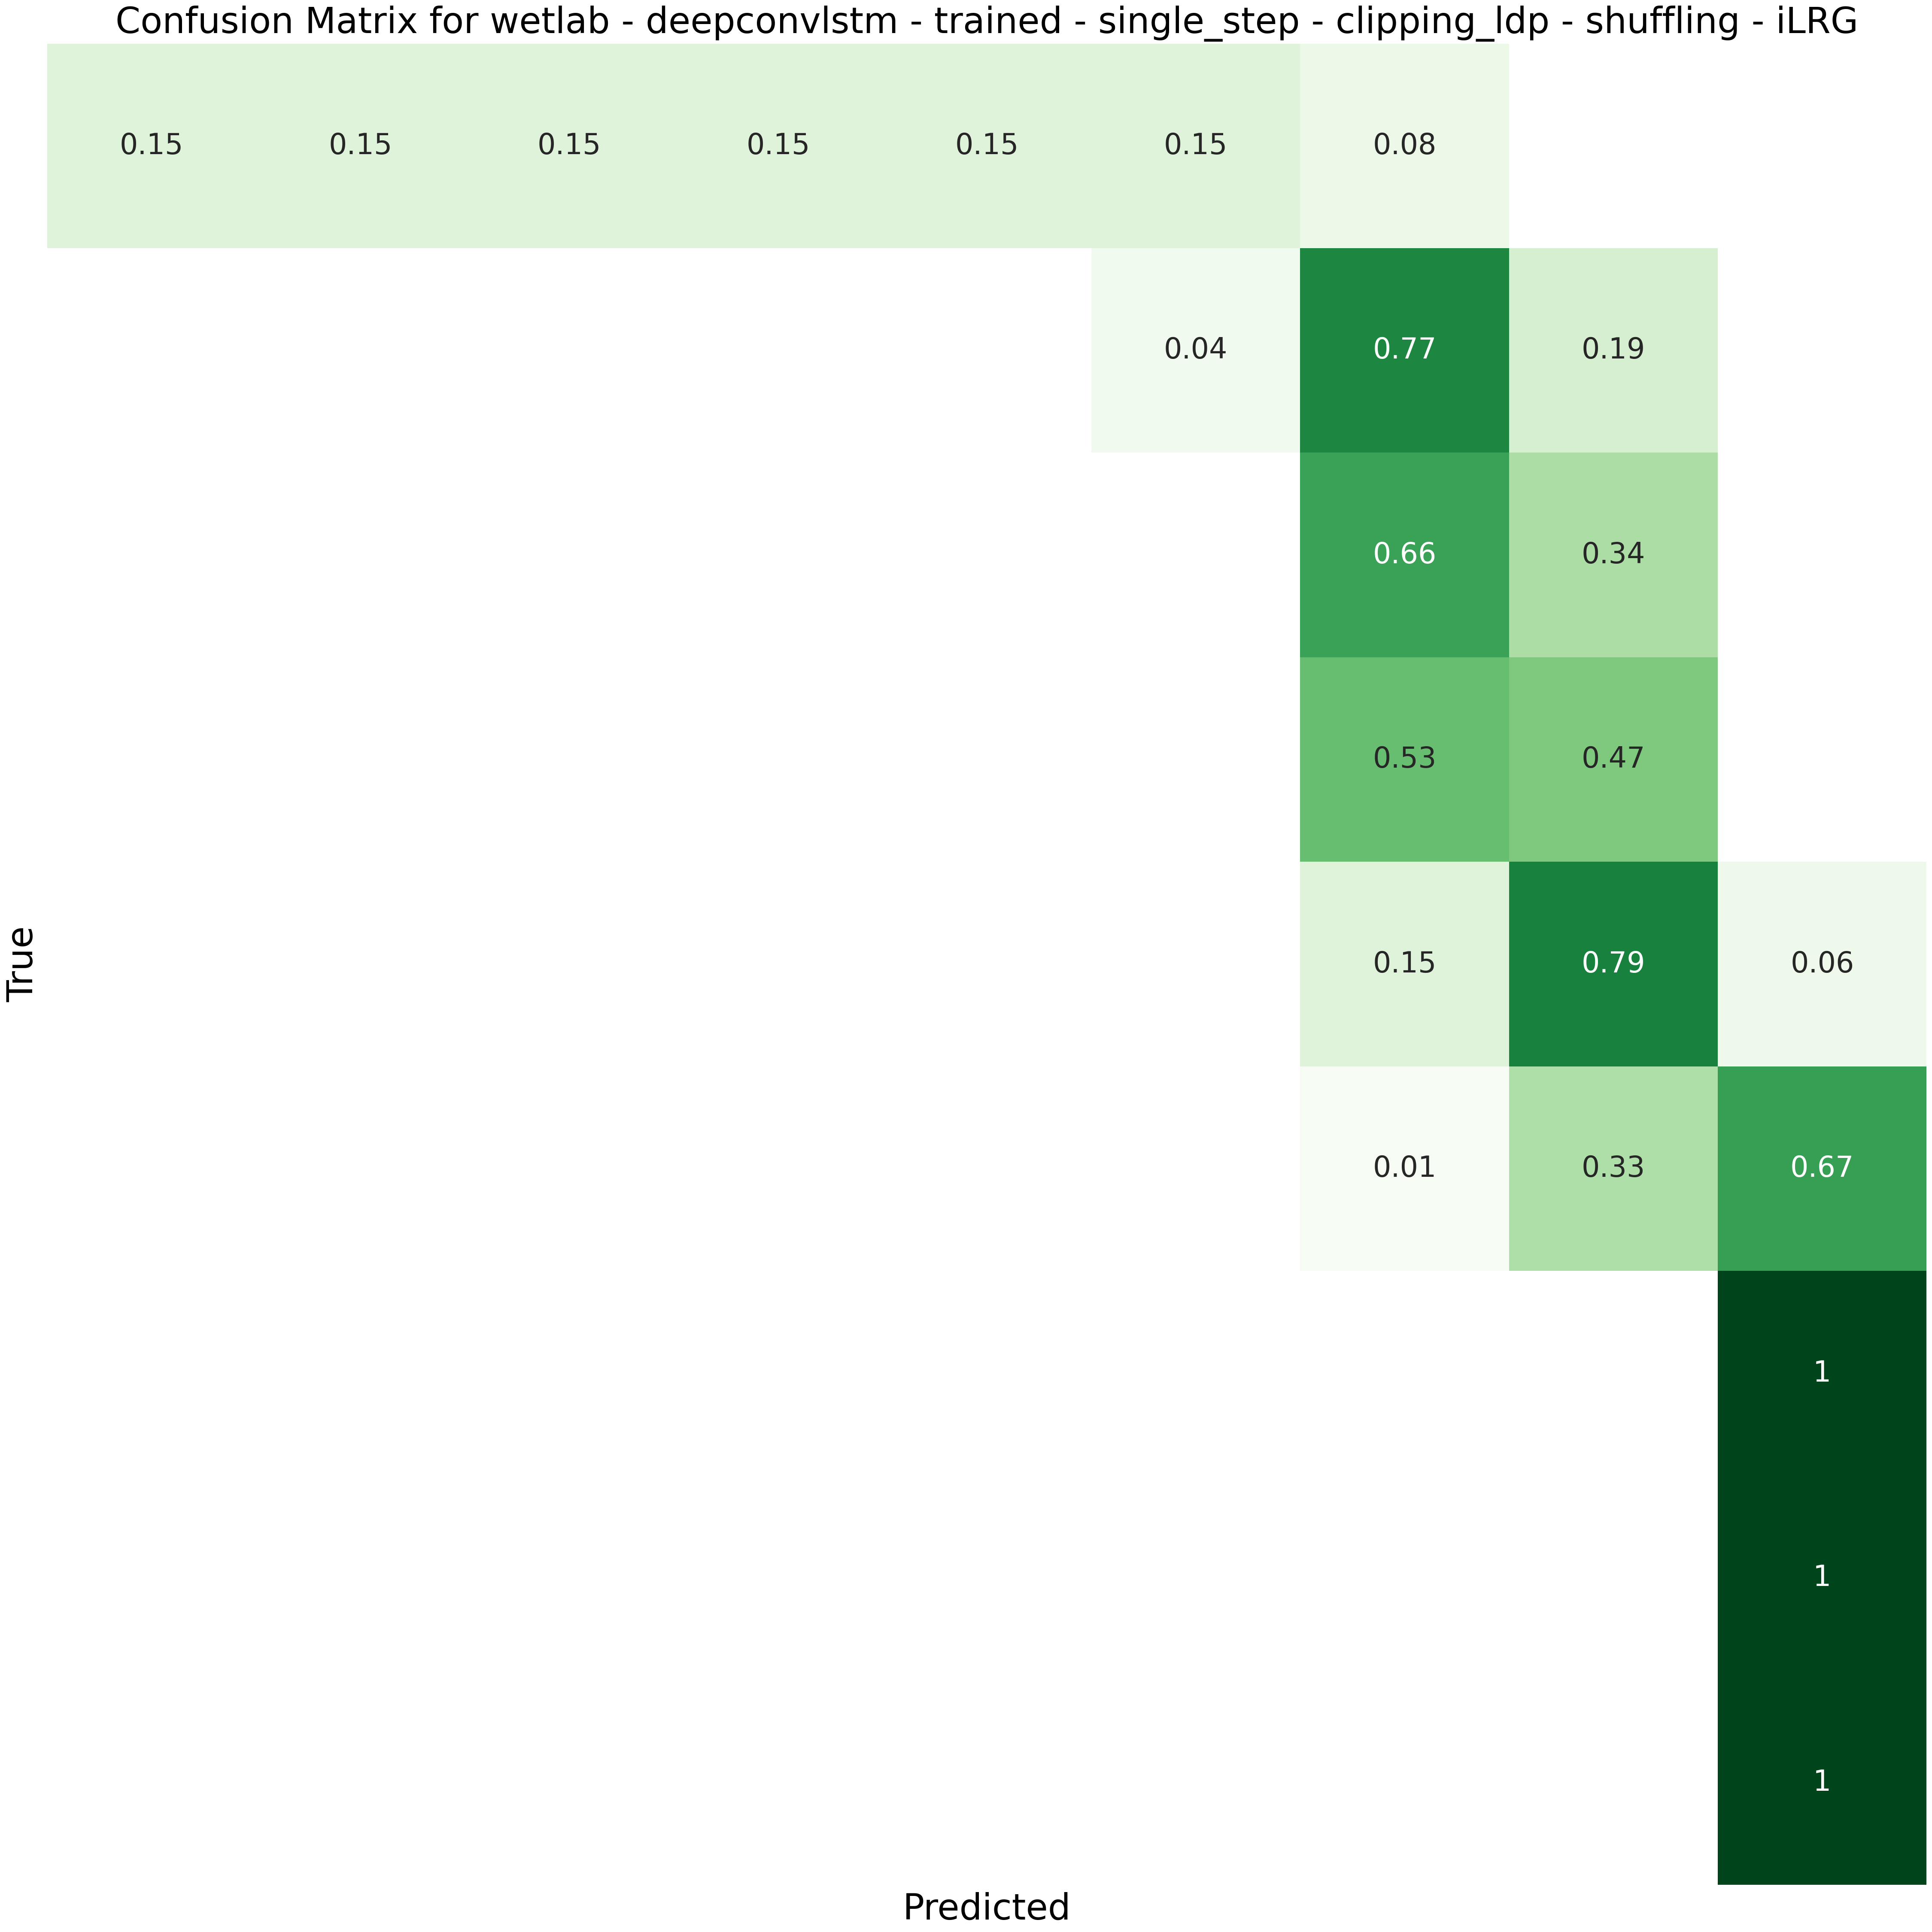 Confusion Matrix for wetlab - deepconvlstm - trained - single_step - clipping_ldp - shuffling - iLRG
0.15 0.15 0.15 0.15 0.15 0.15 0.08
0.04 0.77 0.19
0.66 0.34
0.53 0.47
0.15 0.79 0.06
True
0.01 0.33 0.67
1
1
1
Predicted